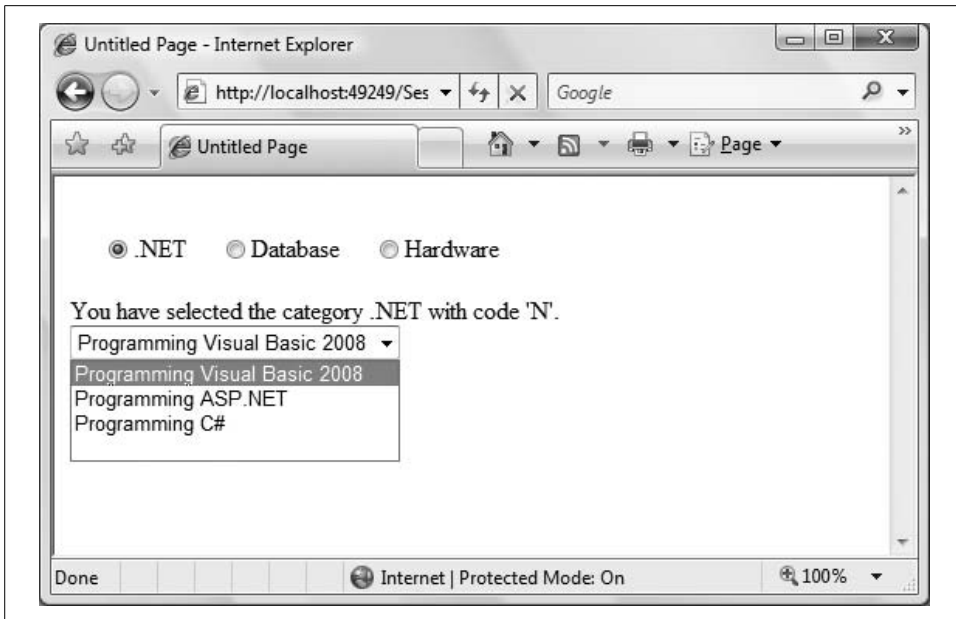 Untitled Page - Internet Explorer
http://localhost:49249/Ses
Google
Untitled Page
Page
»
.NET Database Hardware
You have selected the category .NET with code 'N'.
Programming Visual Basic 2008
Programming Visual Basic 2008
Programming ASP.NET
Programming C#
Done
Internet | Protected Mode: On
100%